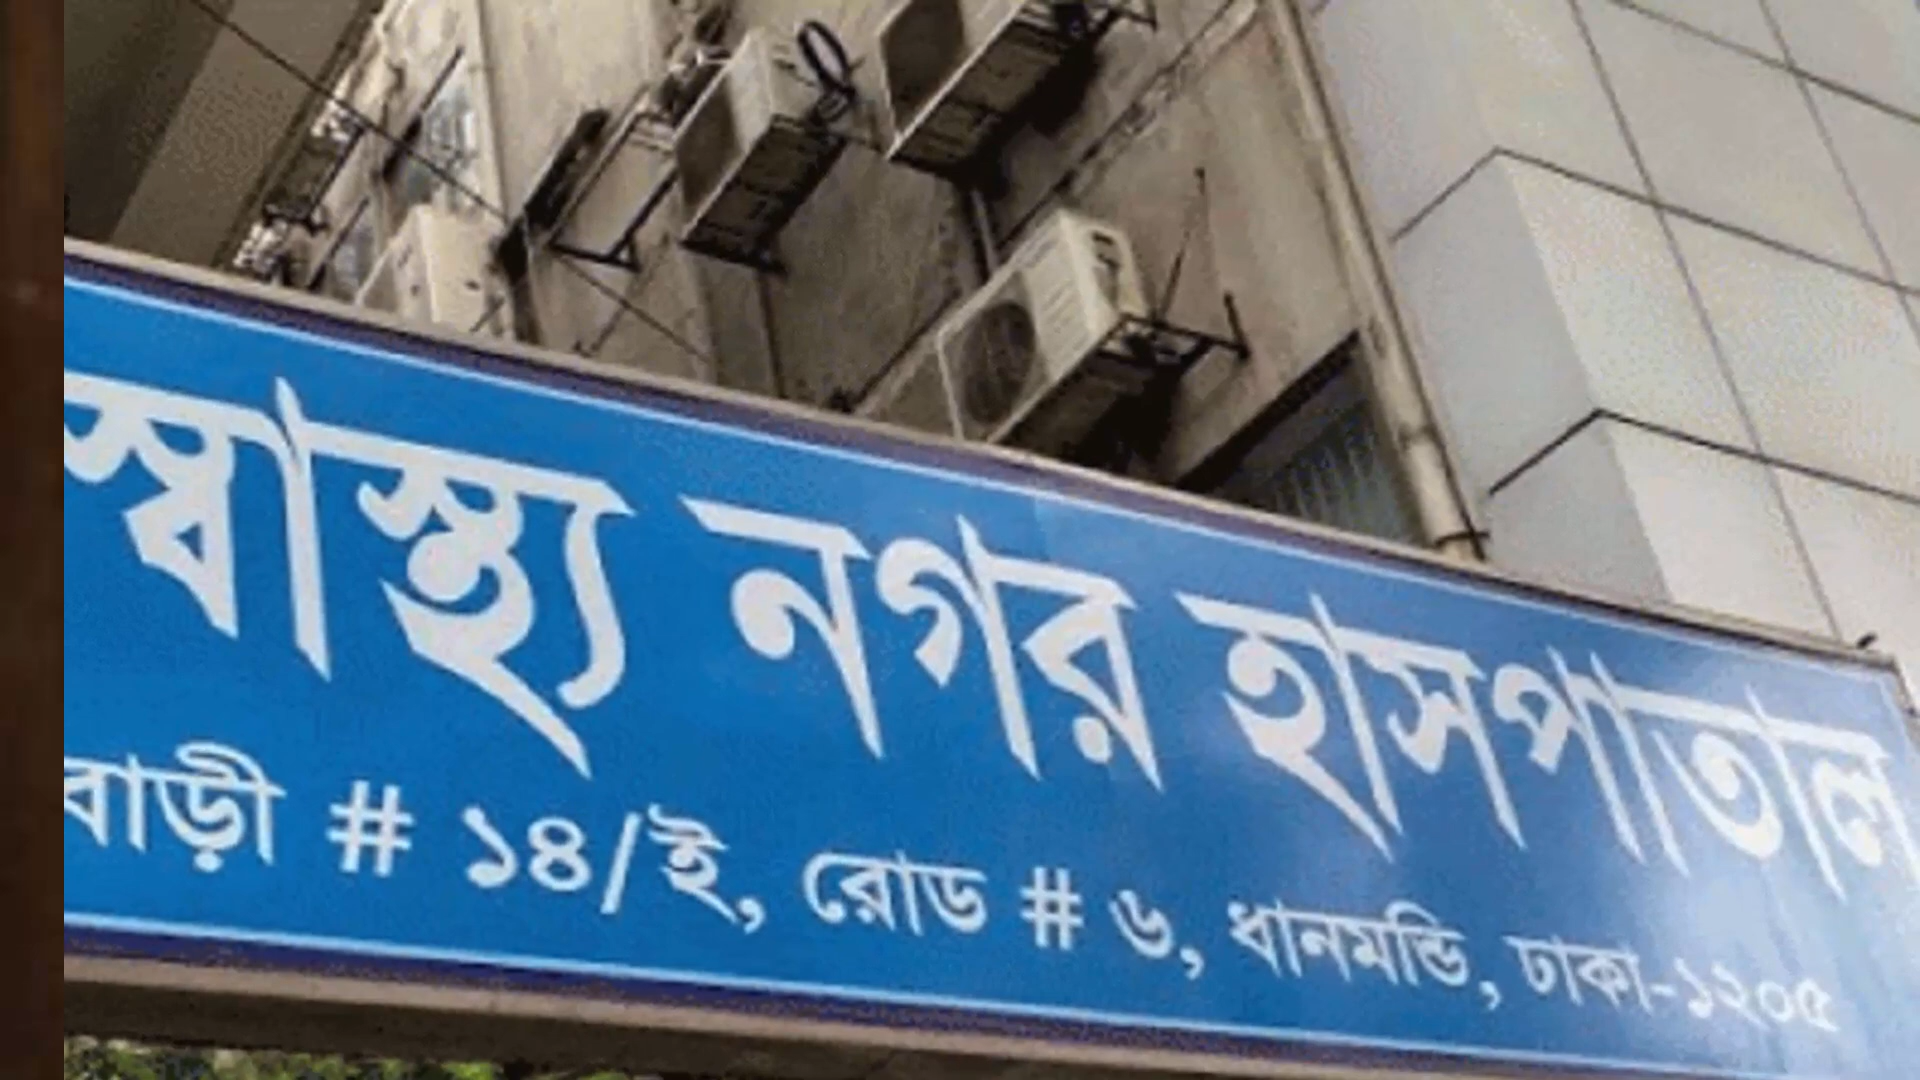 স্বাস্থ্য নগর হাসপাতাল
বাড়ী # ১৪/ই, রোড # ৬, ধানমন্ডি, ঢাকা-১২০৫